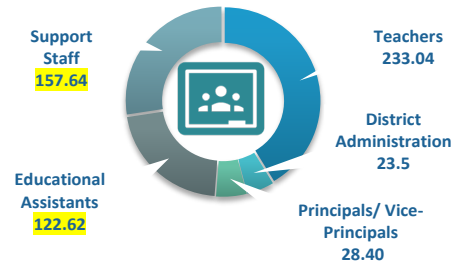 Support
Staff
157.64
Teachers
233.04
District
Administration
23.5
Educational
Assistants
122.62
Principals/ Vice-
Principals
28.40